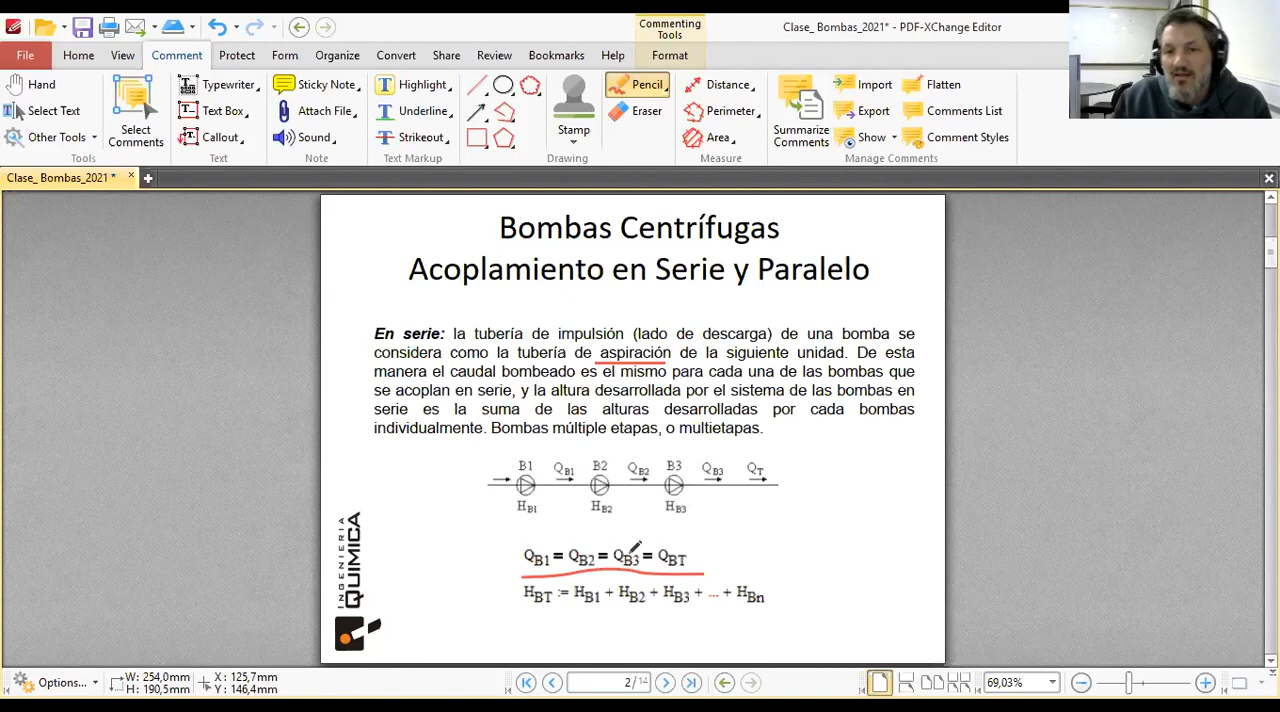 Commenting
Tools
Clase_Bombas_2021* - PDF-XChange Editor
File Home View Comment Protect Form Organize Convert Share Review Bookmarks Help Format
Hand
Select Text
Other Tools
Select
Comments
Tools
Typewriter
Text Box
Callout
Text
Sticky Note
Attach File
Sound
Note
Highlight
Underline
Strikeout
Text Markup
Pencil
Eraser
Stamp
Drawing
Distance
Perimeter
Area
Measure
Summarize
Comments
Import
Export
Show
Flatten
Comments List
Comment Styles
Manage Comments
Clase_ Bombas_2021 *
Bombas Centrífugas
Acoplamiento en Serie y Paralelo
En serie: la tubería de impulsión (lado de descarga) de una bomba se
considera como la tubería de aspiración de la siguiente unidad. De esta
manera el caudal bombeado es el mismo para cada una de las bombas que
se acoplan en serie, y la altura desarrollada por el sistema de las bombas en
serie es la suma de las alturas desarrolladas por cada bombas
individualmente. Bombas múltiple etapas, o multietapas.
B1 QB1 B2 QB2 B3 QB3 QT
HB1 HB2 HB3
QB1 = QB2 = QB3 = QBT
HBT := HB1 + HB2 + HB3 + ... + HBn
INGENIERIA
QUIMICA
Options...
W: 254,0mm
H: 190,5mm
X: 125,7mm
Y: 146,4mm
2/14
69,03%